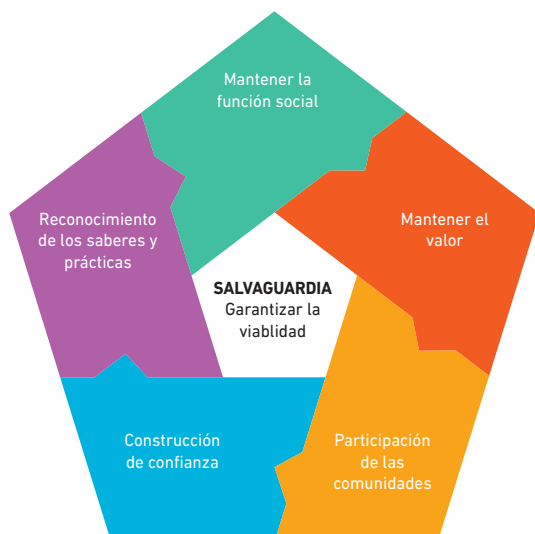 Mantener la
función social
Reconocimiento
de los saberes y
prácticas
Mantener el
valor
SALVAGUARDIA
Garantizar la
viablidad
Construcción
de confianza
Participación
de las
comunidades